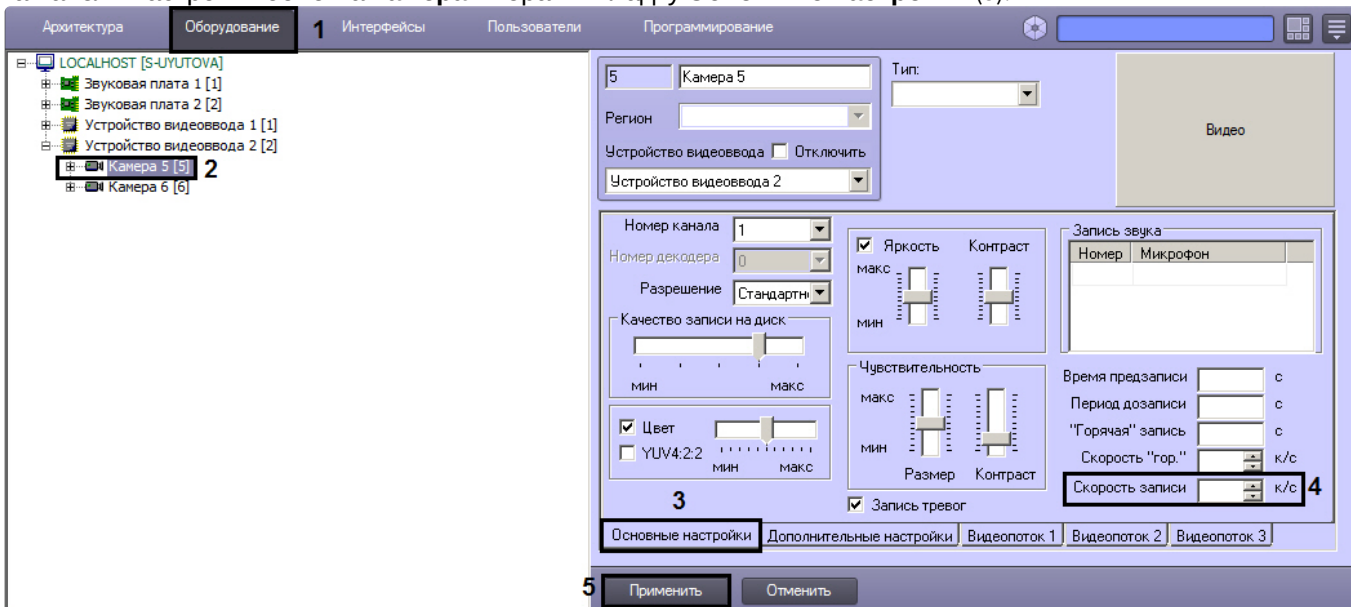 Архитектура Оборудование 1 Интерфейсы Пользователи Программирование
LOCALHOST [S-UYUTOVA]
Звуковая плата 1 [1]
Звуковая плата 2 [2]
Устройство видеоввода 1 [1]
Устройство видеоввода 2 [2]
Камера 5 [5] 2
Камера 6 [6]
5 Камера 5
Тип:
Регион
Устройство видеоввода Отключить
Устройство видеоввода 2
Видео
Номер канала 1
Номер декодера 0
Разрешение Стандартн
Качество записи на диск
мин макс
Цвет
YUV4:2:2
мин макс
3
Яркость Контраст
макс
мин
Чувствительность
макс
мин
Размер Контраст
Запись тревог
Запись звука
Номер Микрофон
Время предзаписи с
Период дозаписи с
"Горячая" запись с
Скорость "гор." к/с
Скорость записи к/с 4
Основные настройки Дополнительные настройки Видеопоток 1 Видеопоток 2 Видеопоток 3
5 Применить Отменить